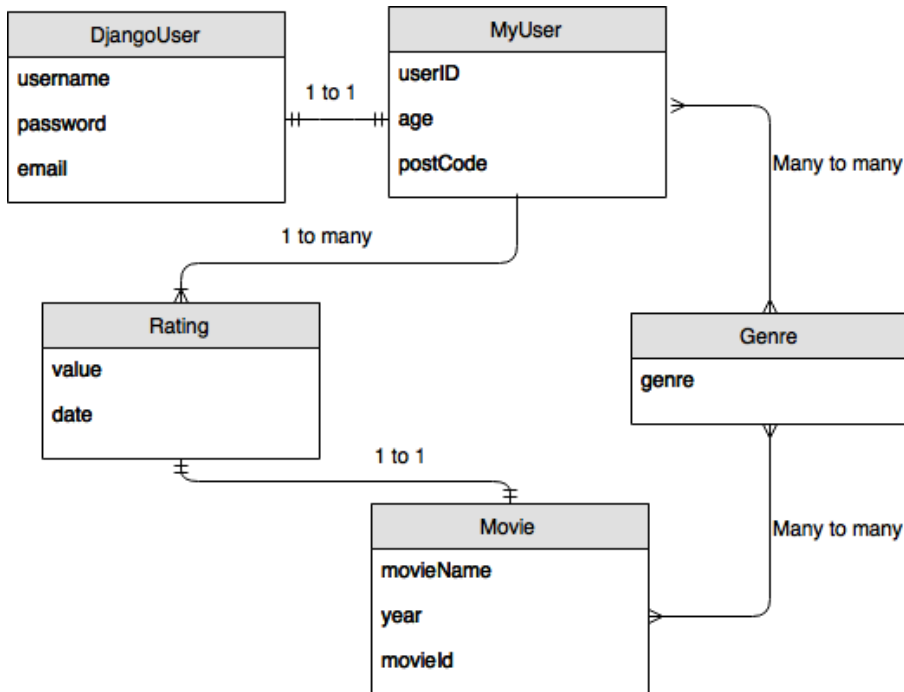 DjangoUser
username
password
email
1 to 1
MyUser
userID
age
postCode
Many to many
1 to many
Rating
value
date
Genre
genre
1 to 1
Many to many
Movie
movieName
year
movieId